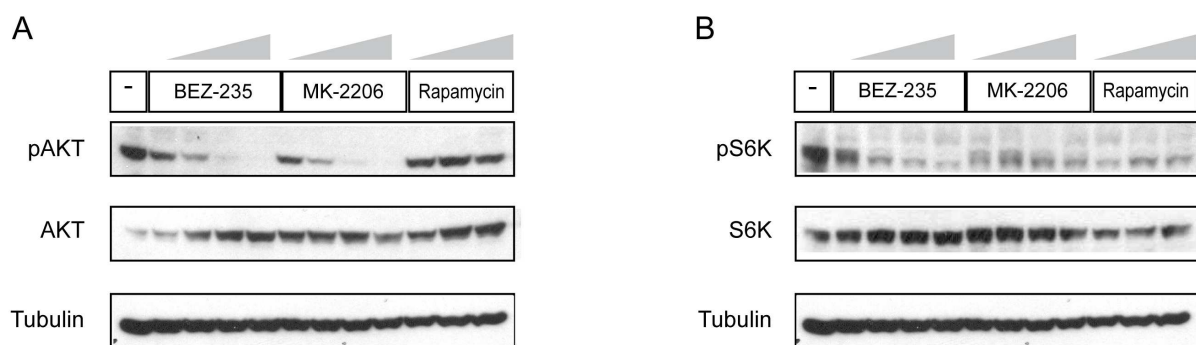 A
B
- BEZ-235 MK-2206 Rapamycin
- BEZ-235 MK-2206 Rapamycin
pAKT
pS6K
AKT
S6K
Tubulin
Tubulin